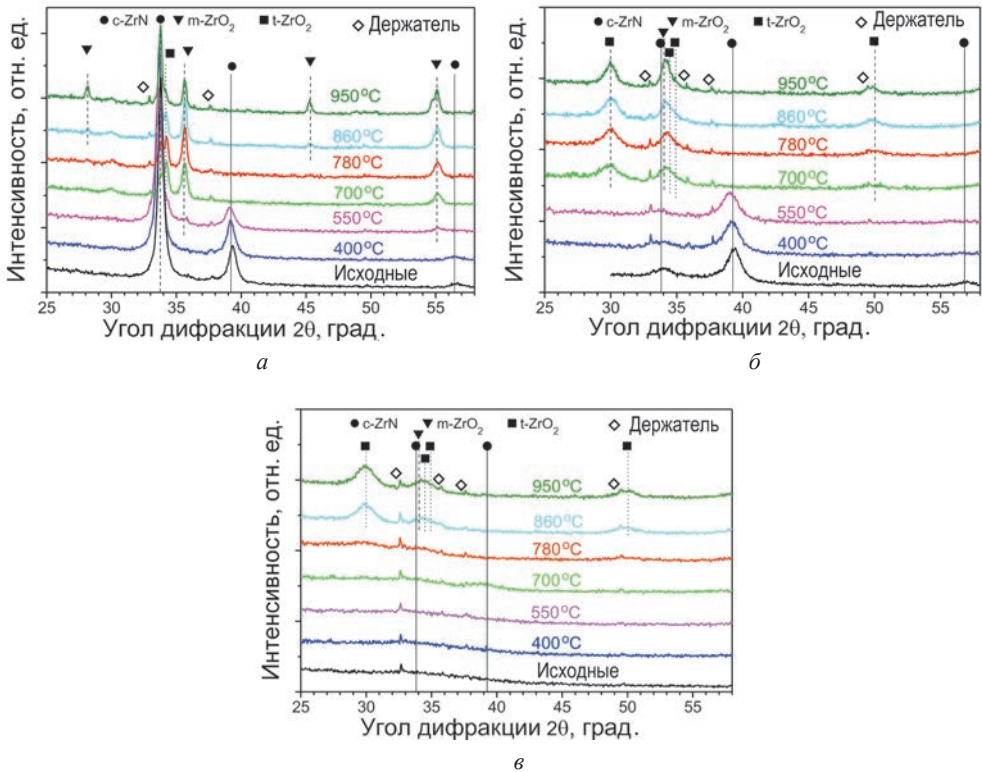 ● c-ZrN ▼ m-ZrO₂ ■ t-ZrO₂ ◇ Держатель
Интенсивность, отн. ед.
950°C
860°C
780°C
700°C
550°C
400°C
Исходные
25 30 35 40 45 50 55
Угол дифракции 2θ, град.
а
● c-ZrN ▼ m-ZrO₂ ■ t-ZrO₂ ◇ Держатель
Интенсивность, отн. ед.
950°C
860°C
780°C
700°C
550°C
400°C
Исходные
25 30 35 40 45 50 55
Угол дифракции 2θ, град.
б
● c-ZrN ▼ m-ZrO₂ ■ t-ZrO₂ ◇ Держатель
Интенсивность, отн. ед.
950°C
860°C
780°C
700°C
550°C
400°C
Исходные
25 30 35 40 45 50 55
Угол дифракции 2θ, град.
в